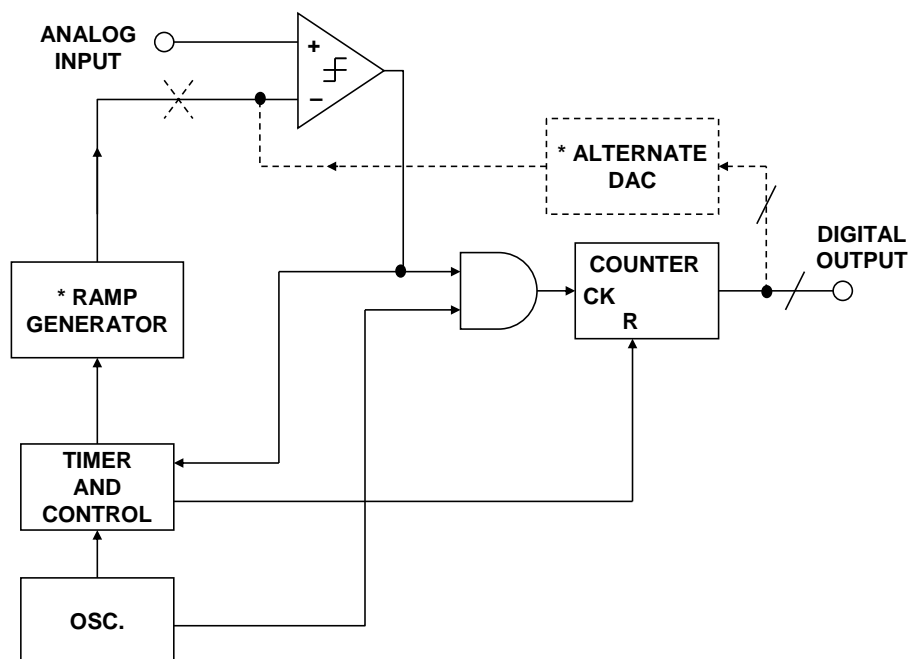 ANALOG
INPUT
+
−
* ALTERNATE
DAC
DIGITAL
OUTPUT
COUNTER
CK
R
* RAMP
GENERATOR
TIMER
AND
CONTROL
OSC.